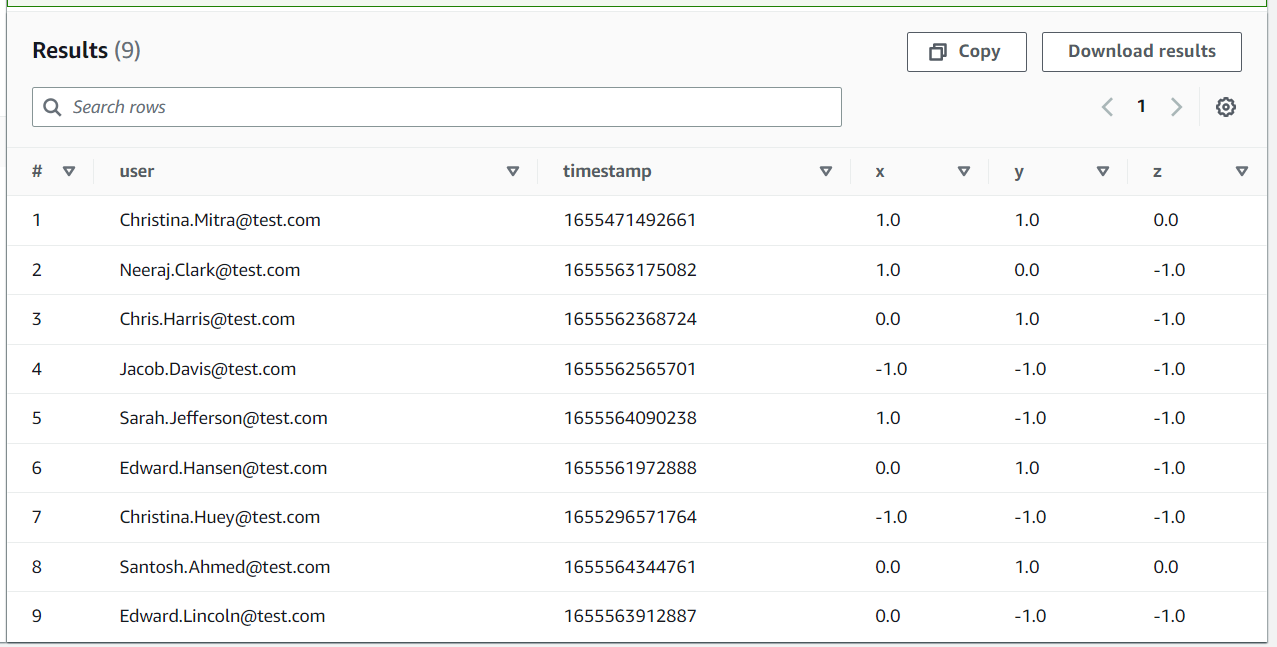 Results (9)
Copy
Download results
Search rows
1
# user timestamp x y z
1 Christina.Mitra@test.com 1655471492661 1.0 1.0 0.0
2 Neeraj.Clark@test.com 1655563175082 1.0 0.0 -1.0
3 Chris.Harris@test.com 1655562368724 0.0 1.0 -1.0
4 Jacob.Davis@test.com 1655562565701 -1.0 -1.0 -1.0
5 Sarah.Jefferson@test.com 1655564090238 1.0 -1.0 -1.0
6 Edward.Hansen@test.com 1655561972888 0.0 1.0 -1.0
7 Christina.Huey@test.com 1655296571764 -1.0 -1.0 -1.0
8 Santosh.Ahmed@test.com 1655564344761 0.0 1.0 0.0
9 Edward.Lincoln@test.com 1655563912887 0.0 -1.0 -1.0